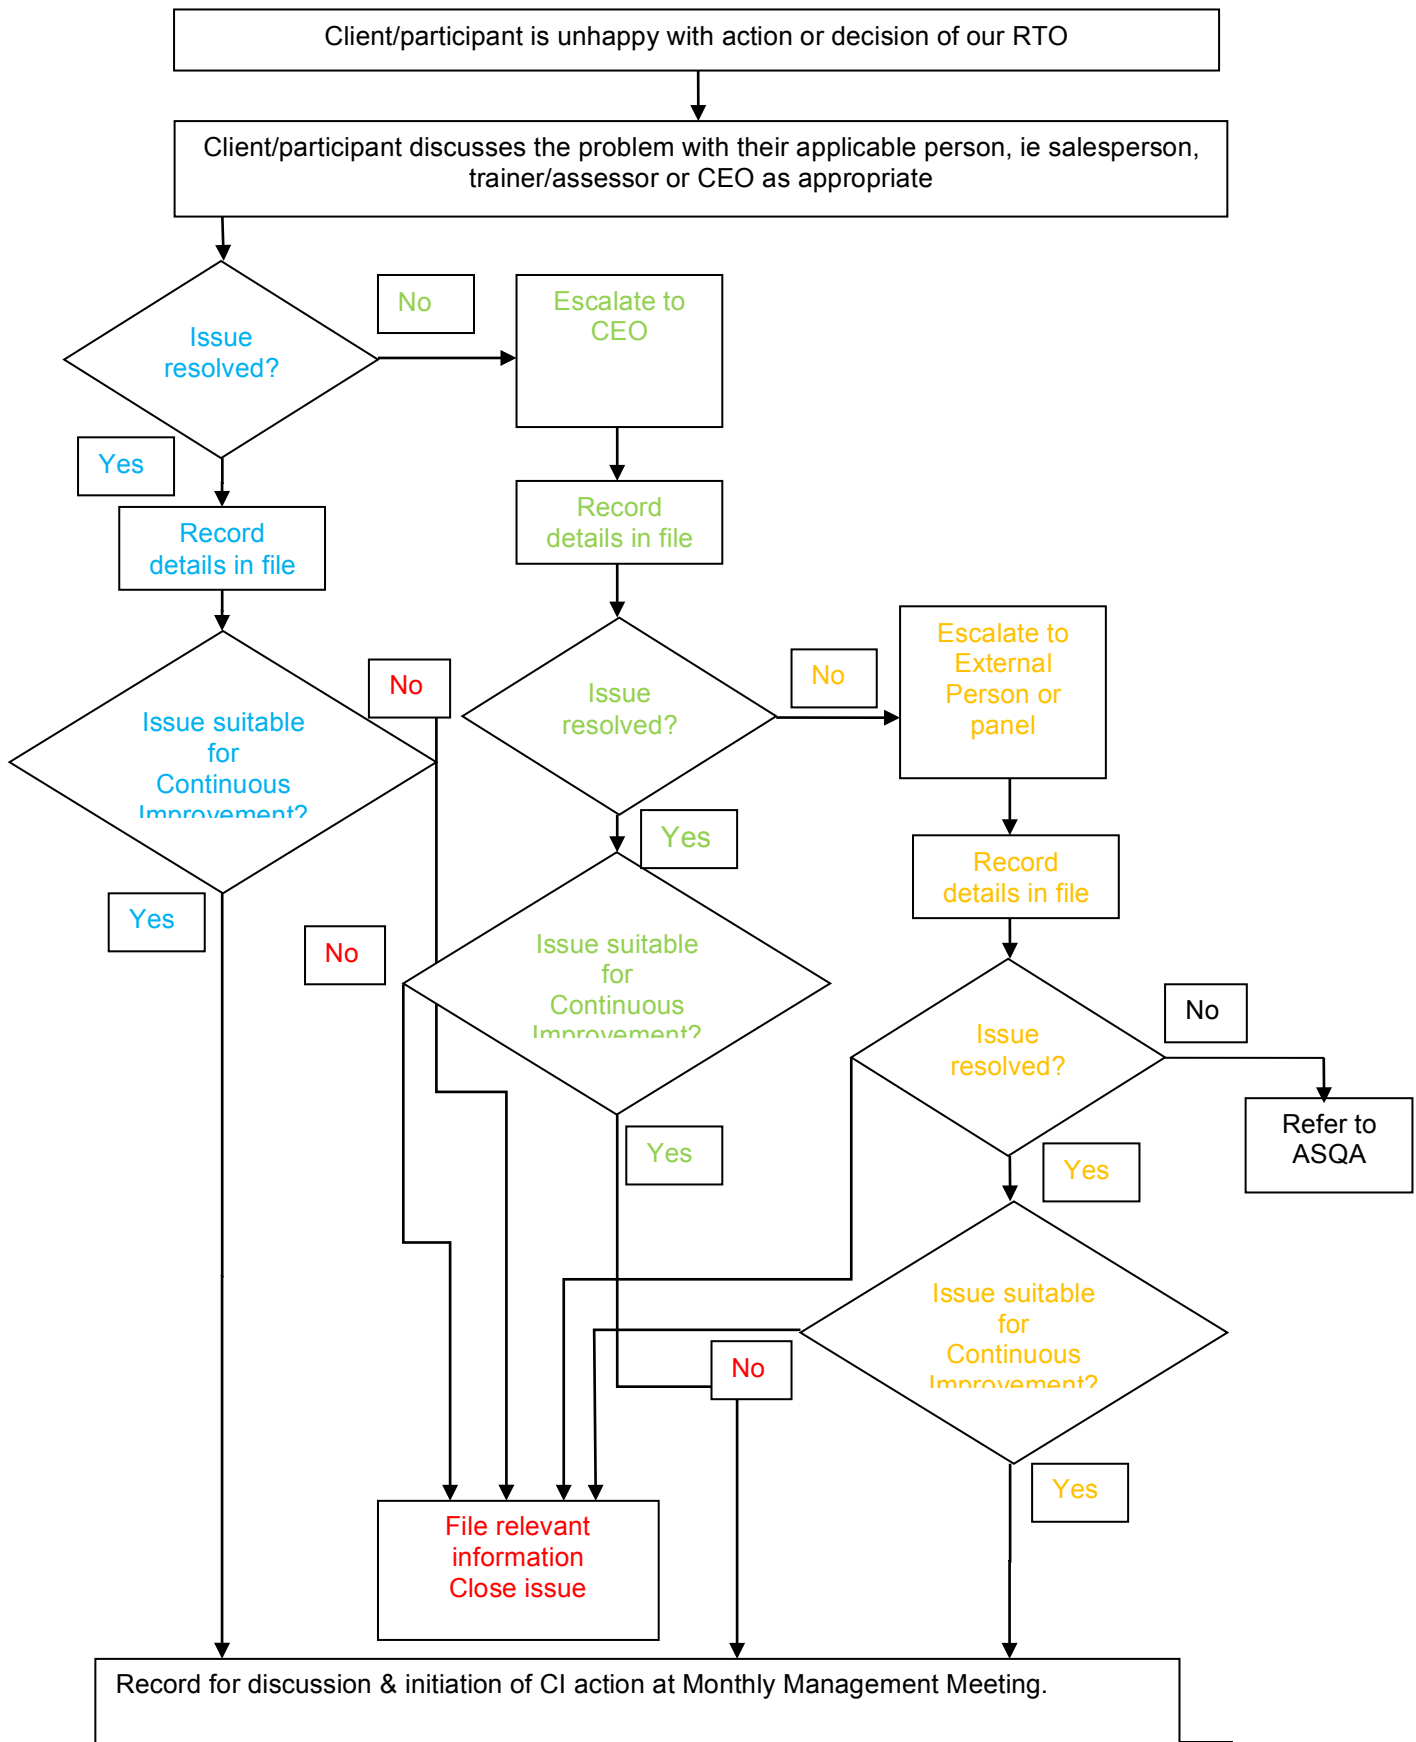 Client/participant is unhappy with action or decision of our RTO
Client/participant discusses the problem with their applicable person, ie salesperson,
trainer/assessor or CEO as appropriate
No
Escalate to
CEO
Issue
resolved?
Yes
Record
details in file
Record
details in file
Escalate to
External
Person or
panel
No
No
Issue
resolved?
Issue suitable
for
Continuous
Improvement?
Yes
Record
details in file
Yes
No
Issue suitable
for
Continuous
Improvement?
No
Issue
resolved?
Refer to
ASQA
Yes
Yes
Issue suitable
for
Continuous
Improvement?
No
Yes
File relevant
information
Close issue
Record for discussion & initiation of CI action at Monthly Management Meeting.